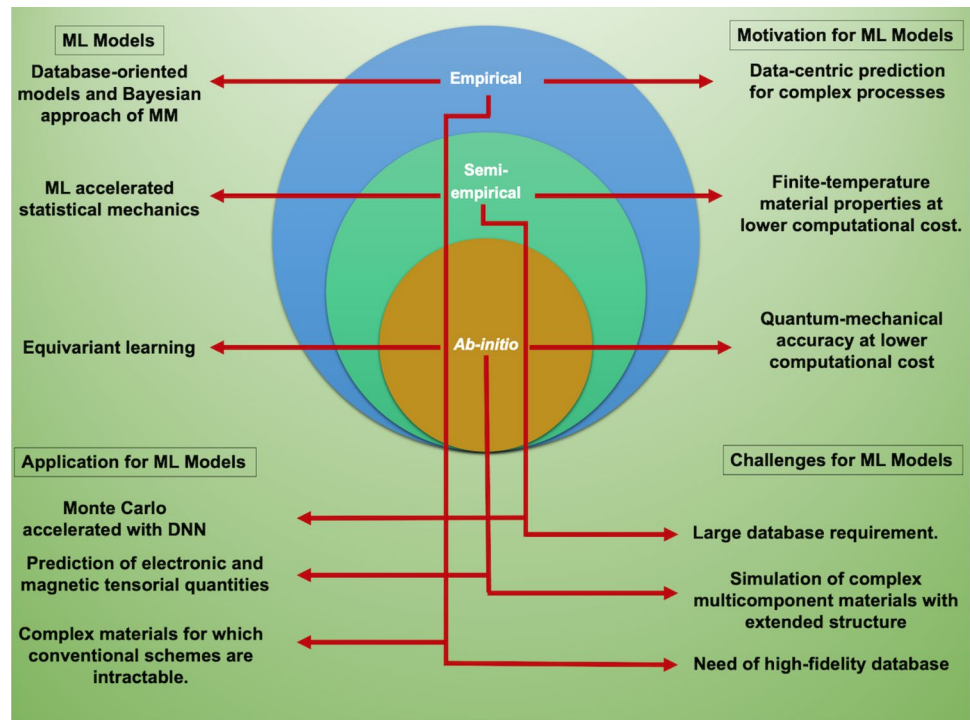 ML Models
Database-oriented
models and Bayesian
approach of MM
ML accelerated
statistical mechanics
Equivariant learning
Empirical
Semi-
empirical
Ab-initio
Motivation for ML Models
Data-centric prediction
for complex processes
Finite-temperature
material properties at
lower computational cost.
Quantum-mechanical
accuracy at lower
computational cost
Application for ML Models
Monte Carlo
accelerated with DNN
Prediction of electronic and
magnetic tensorial quantities
Complex materials for which
conventional schemes are
intractable.
Challenges for ML Models
Large database requirement.
Simulation of complex
multicomponent materials with
extended structure
Need of high-fidelity database